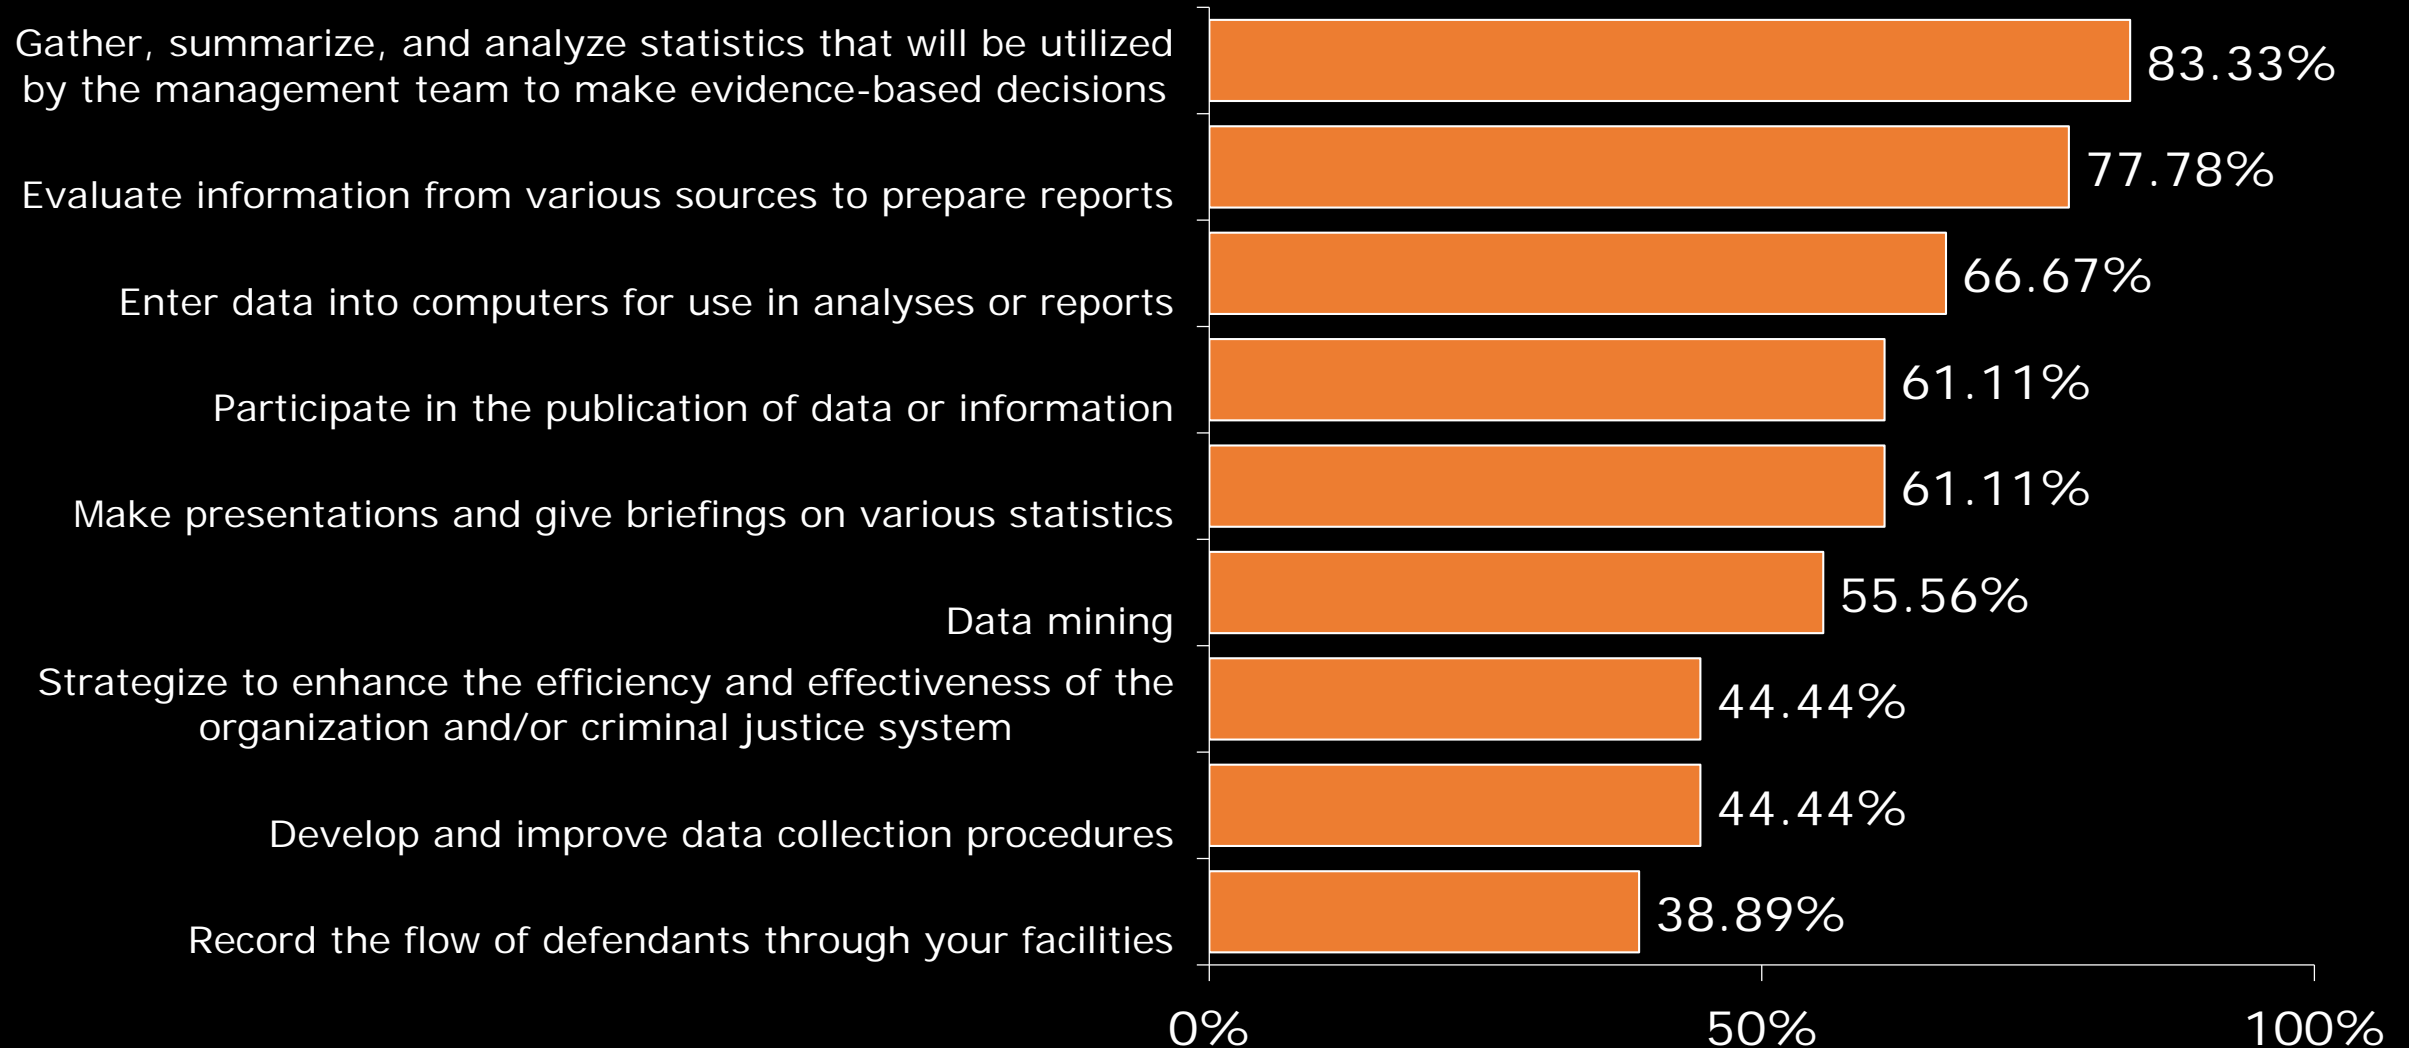 Gather, summarize, and analyze statistics that will be utilized
by the management team to make evidence-based decisions
83.33%
Evaluate information from various sources to prepare reports
77.78%
Enter data into computers for use in analyses or reports
66.67%
Participate in the publication of data or information
61.11%
Make presentations and give briefings on various statistics
61.11%
Data mining
55.56%
Strategize to enhance the efficiency and effectiveness of the
organization and/or criminal justice system
44.44%
Develop and improve data collection procedures
44.44%
Record the flow of defendants through your facilities
38.89%
0%
50%
100%